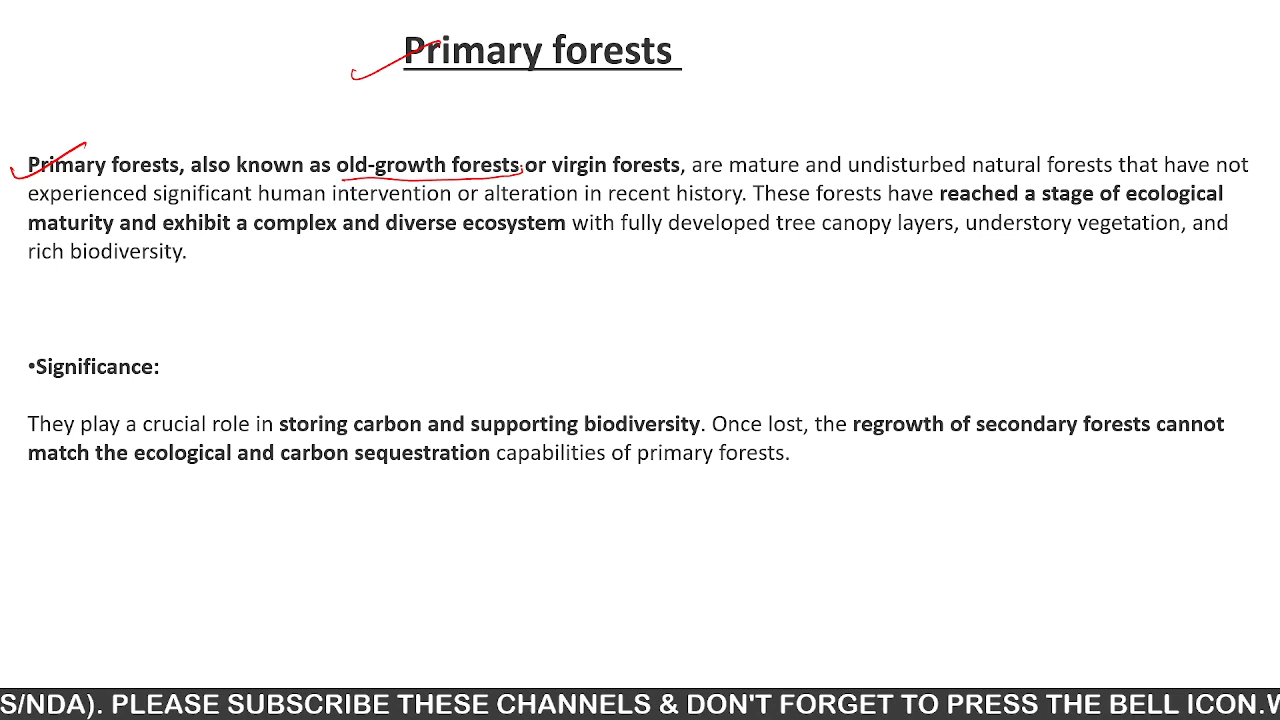 Primary forests
Primary forests, also known as old-growth forests or virgin forests, are mature and undisturbed natural forests that have not
experienced significant human intervention or alteration in recent history. These forests have reached a stage of ecological
maturity and exhibit a complex and diverse ecosystem with fully developed tree canopy layers, understory vegetation, and
rich biodiversity.
•Significance:
They play a crucial role in storing carbon and supporting biodiversity. Once lost, the regrowth of secondary forests cannot
match the ecological and carbon sequestration capabilities of primary forests.
S/NDA). PLEASE SUBSCRIBE THESE CHANNELS & DON'T FORGET TO PRESS THE BELL ICON.W